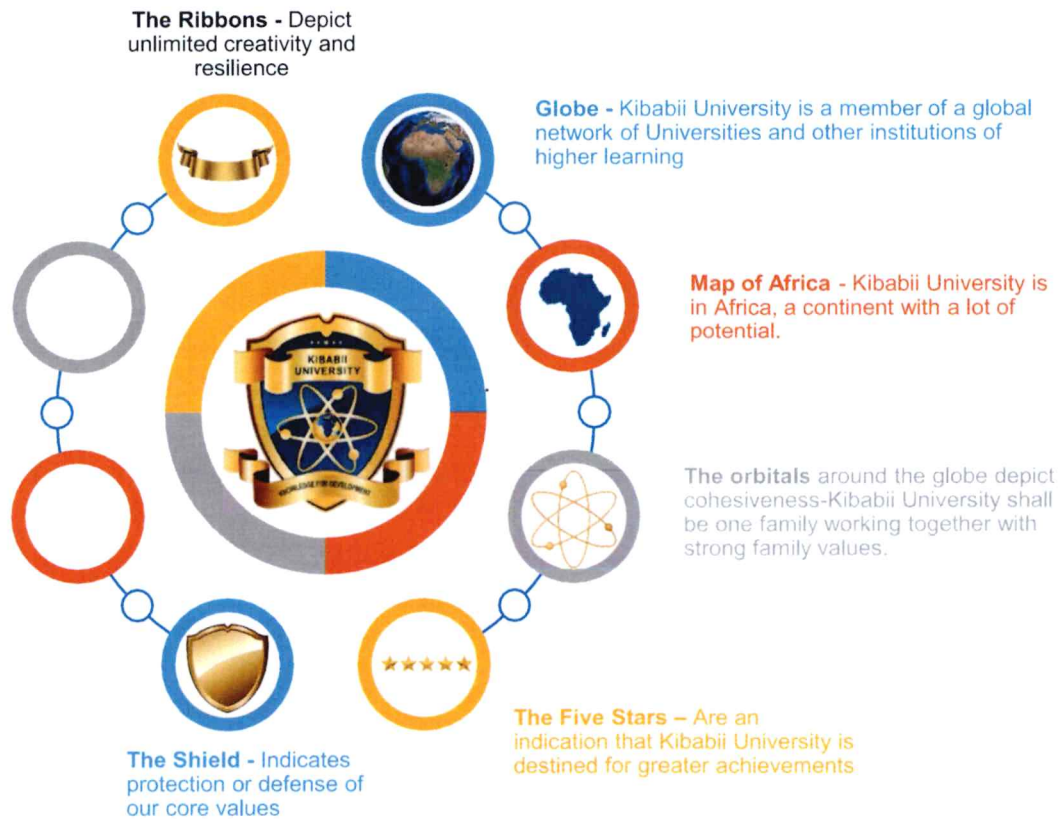 The Ribbons - Depict
unlimited creativity and
resilience
Globe - Kibabii University is a member of a global
network of Universities and other institutions of
higher learning
Map of Africa - Kibabii University is
in Africa, a continent with a lot of
potential.
KIBABII
UNIVERSITY
KNOWLEDGE FOR DEVELOPMENT
The orbitals around the globe depict
cohesiveness-Kibabii University shall
be one family working together with
strong family values.
The Five Stars – Are an
indication that Kibabii University is
destined for greater achievements
The Shield - Indicates
protection or defense of
our core values